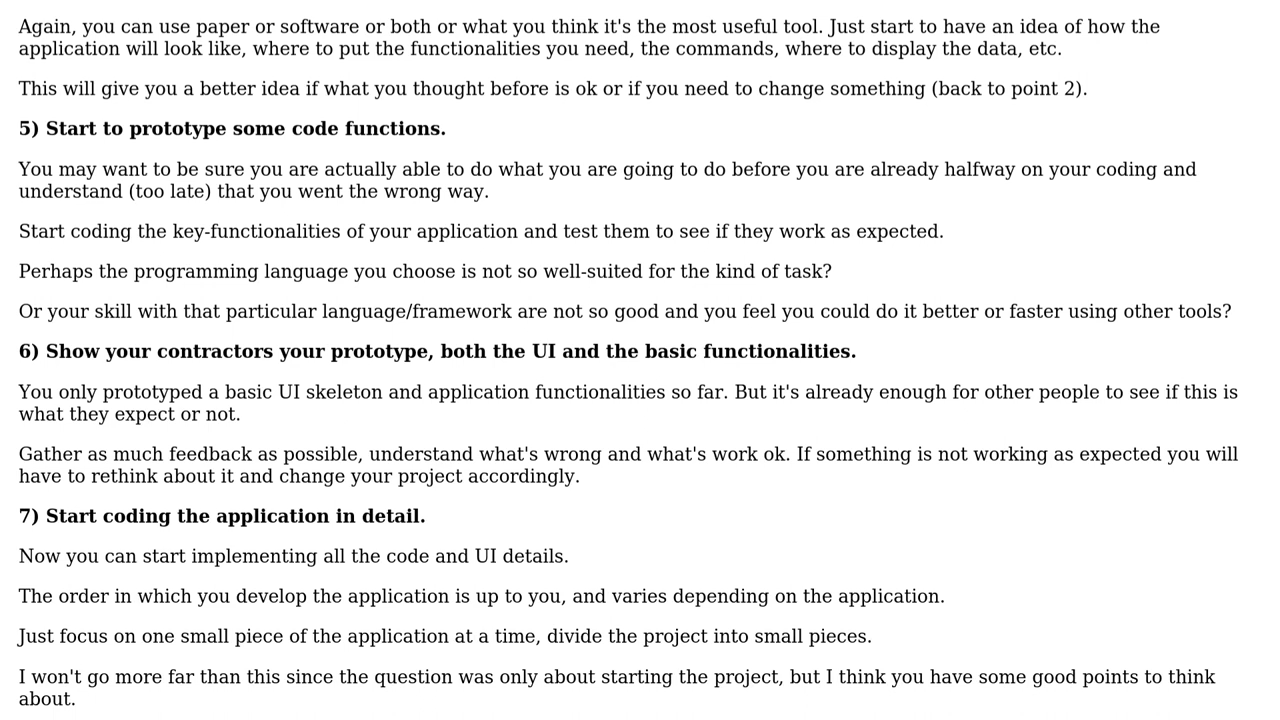 Again, you can use paper or software or both or what you think it's the most useful tool. Just start to have an idea of how the
application will look like, where to put the functionalities you need, the commands, where to display the data, etc.
This will give you a better idea if what you thought before is ok or if you need to change something (back to point 2).
5) Start to prototype some code functions.
You may want to be sure you are actually able to do what you are going to do before you are already halfway on your coding and
understand (too late) that you went the wrong way.
Start coding the key-functionalities of your application and test them to see if they work as expected.
Perhaps the programming language you choose is not so well-suited for the kind of task?
Or your skill with that particular language/framework are not so good and you feel you could do it better or faster using other tools?
6) Show your contractors your prototype, both the UI and the basic functionalities.
You only prototyped a basic UI skeleton and application functionalities so far. But it's already enough for other people to see if this is
what they expect or not.
Gather as much feedback as possible, understand what's wrong and what's work ok. If something is not working as expected you will
have to rethink about it and change your project accordingly.
7) Start coding the application in detail.
Now you can start implementing all the code and UI details.
The order in which you develop the application is up to you, and varies depending on the application.
Just focus on one small piece of the application at a time, divide the project into small pieces.
I won't go more far than this since the question was only about starting the project, but I think you have some good points to think
about.